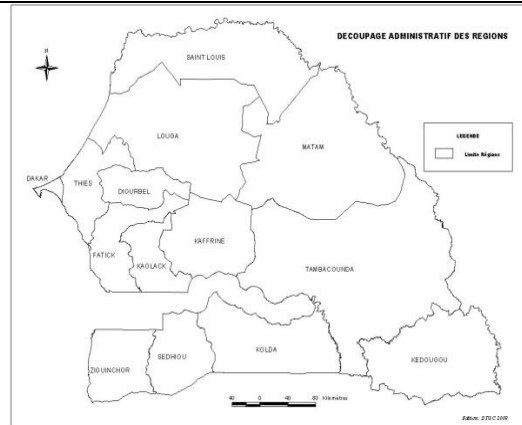 DECOUPAGE ADMINISTRATIF DES REGIONS
N
SAINT LOUIS
LEGENDE
Limite Régions
LOUGA
MATAM
DAKAR
THIES
DIOURBEL
KAFFRINE
FATICK
KAOLACK
TAMBACOUNDA
ZIGUINCHOR
SEDHIOU
KOLDA
KEDOUGOU
40 0 40 80 Kilomètres